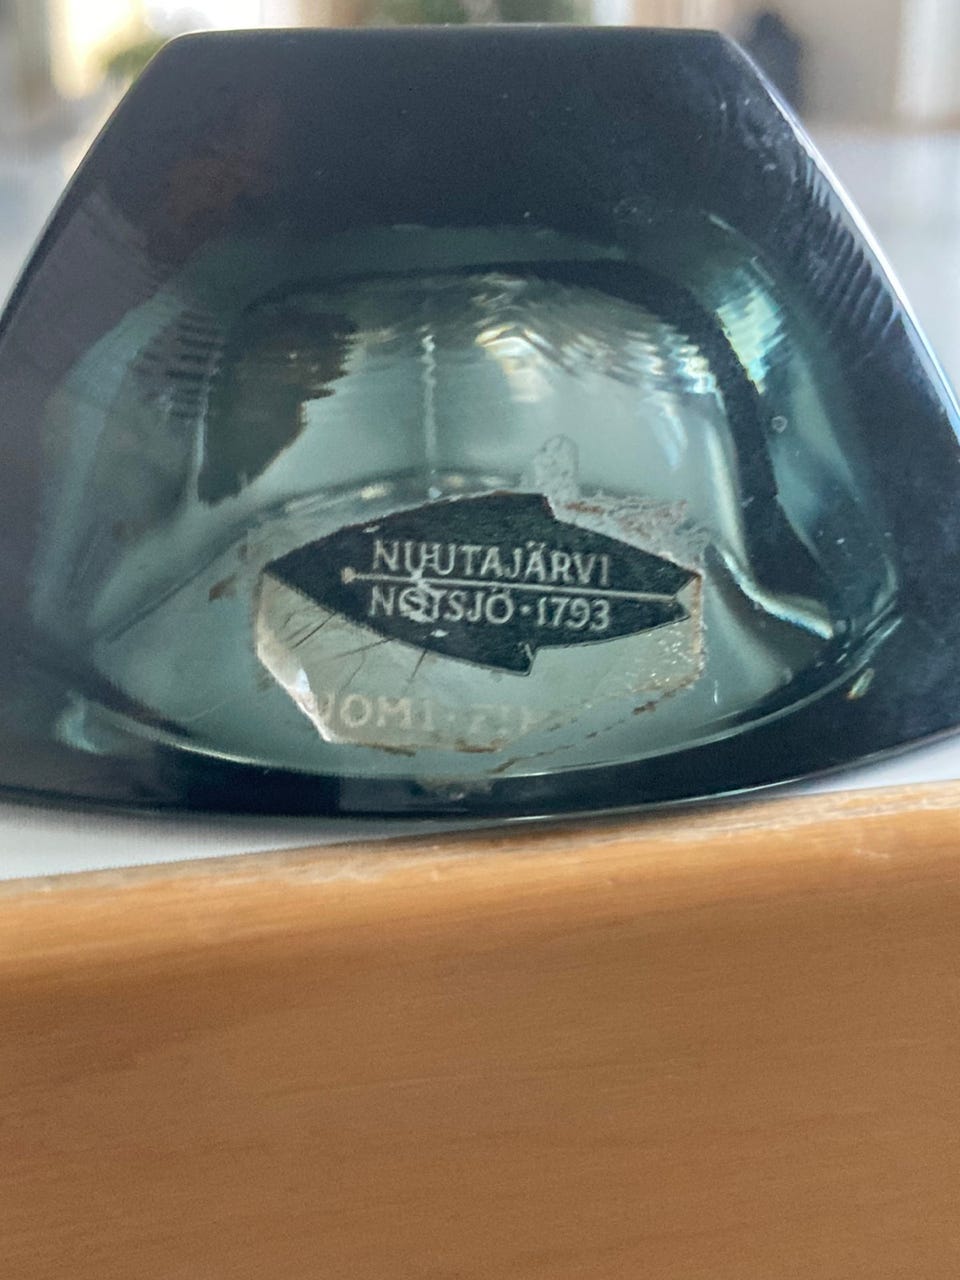 NUUTAJÄRVI
NOTSJÖ · 1793